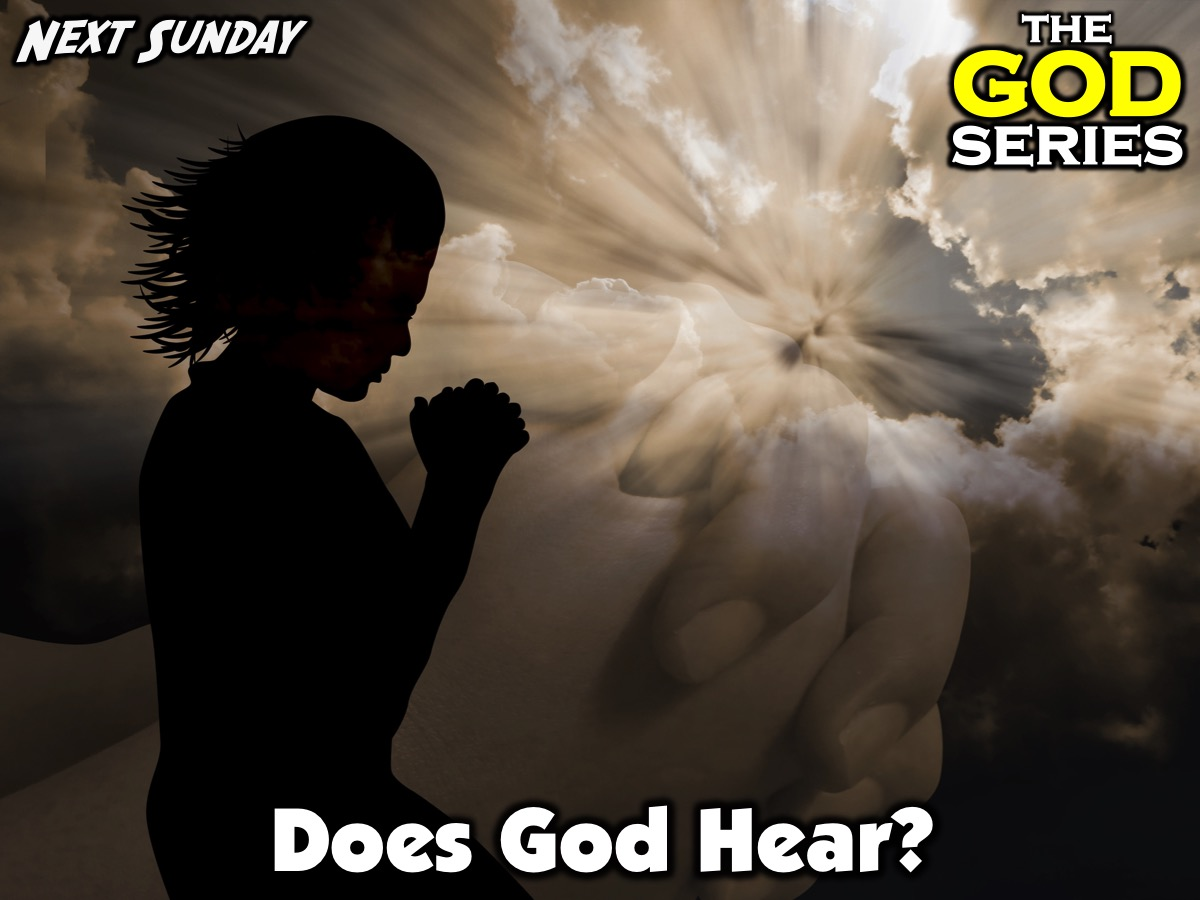 Next Sunday
THE
GOD
SERIES
Does God Hear?